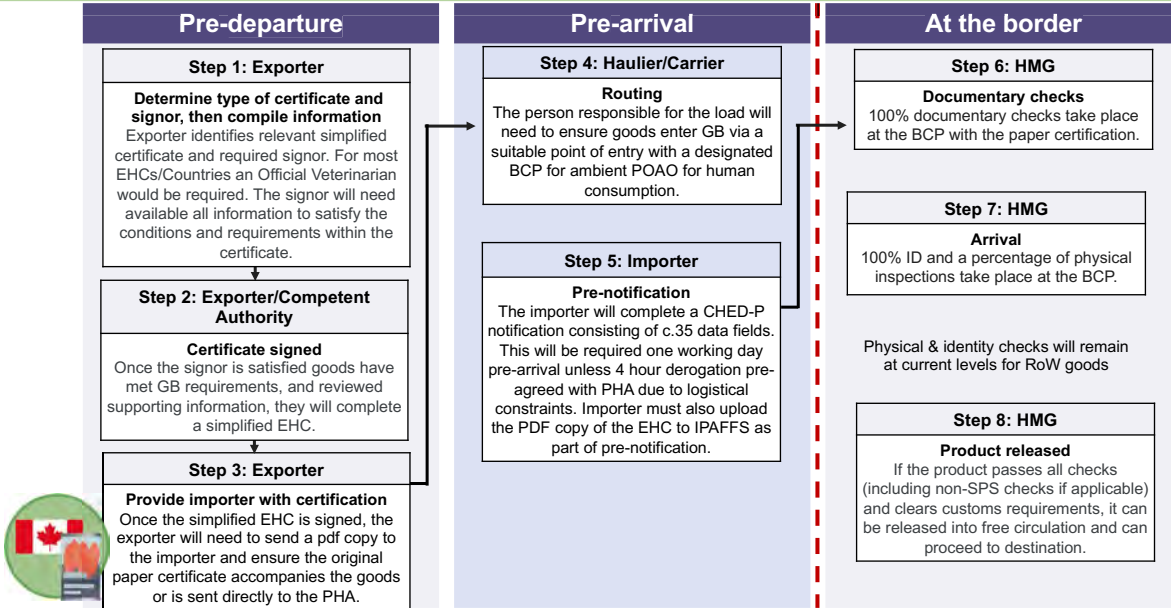 Pre-departure
Step 1: Exporter
Determine type of certificate and
signor, then compile information
Exporter identifies relevant simplified
certificate and required signor. For most
EHCs/Countries an Official Veterinarian
would be required. The signor will need
available all information to satisfy the
conditions and requirements within the
certificate.
Step 2: Exporter/Competent
Authority
Certificate signed
Once the signor is satisfied goods have
met GB requirements, and reviewed
supporting information, they will complete
a simplified EHC.
Step 3: Exporter
Provide importer with certification
Once the simplified EHC is signed, the
exporter will need to send a pdf copy to
the importer and ensure the original
paper certificate accompanies the goods
or is sent directly to the PHA.
Pre-arrival
Step 4: Haulier/Carrier
Routing
The person responsible for the load will
need to ensure goods enter GB via a
suitable point of entry with a designated
BCP for ambient POAO for human
consumption.
Step 5: Importer
Pre-notification
The importer will complete a CHED-P
notification consisting of c.35 data fields.
This will be required one working day
pre-arrival unless 4 hour derogation pre-
agreed with PHA due to logistical
constraints. Importer must also upload
the PDF copy of the EHC to IPAFFS as
part of pre-notification.
At the border
Step 6: HMG
Documentary checks
100% documentary checks take place
at the BCP with the paper certification.
Step 7: HMG
Arrival
100% ID and a percentage of physical
inspections take place at the BCP.
Physical & identity checks will remain
at current levels for RoW goods
Step 8: HMG
Product released
If the product passes all checks
(including non-SPS checks if applicable)
and clears customs requirements, it can
be released into free circulation and can
proceed to destination.